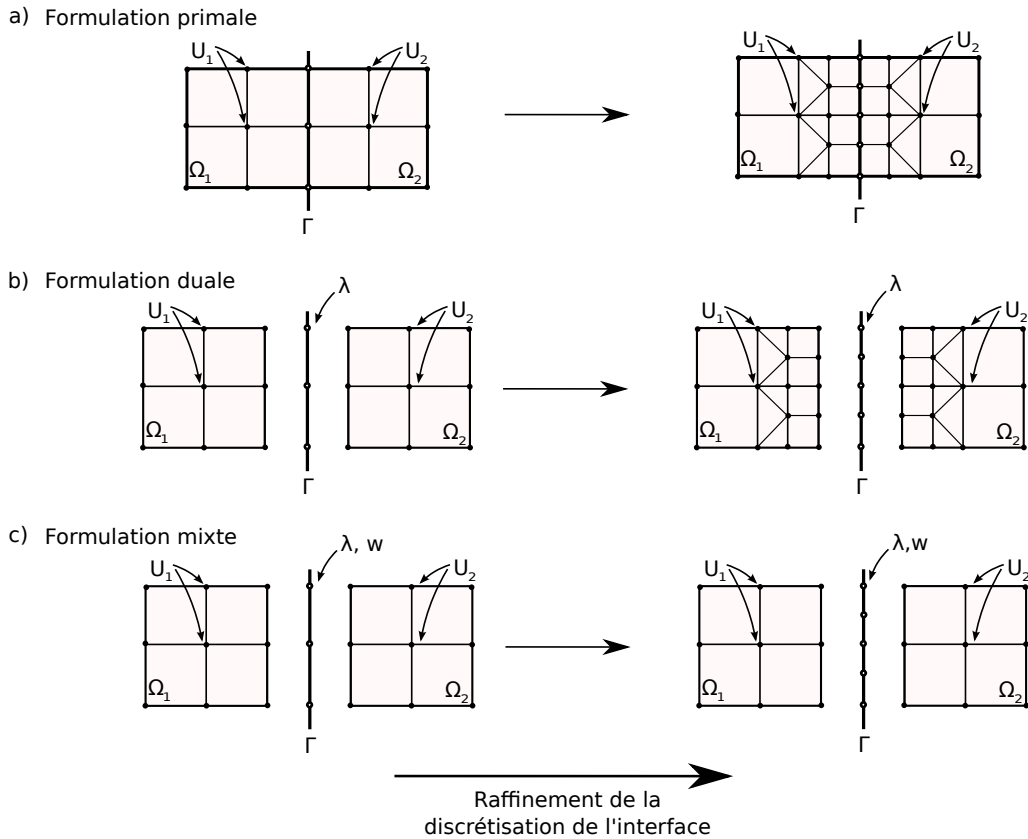 a) Formulation primale
U₁ U₂ U₁ U₂
Ω₁ Ω₂ Ω₁ Ω₂
Γ Γ
b) Formulation duale
λ λ
U₁ U₂ U₁ U₂
Ω₁ Ω₂ Ω₁ Ω₂
Γ Γ
c) Formulation mixte
λ, w λ,w
U₁ U₂ U₁ U₂
Ω₁ Ω₂ Ω₁ Ω₂
Γ Γ
Raffinement de la
discrétisation de l'interface